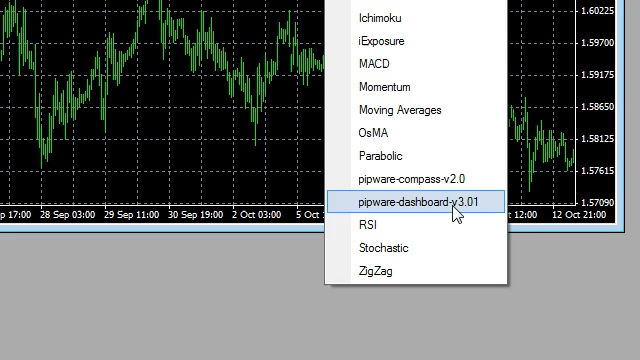 Ichimoku
iExposure
MACD
Momentum
Moving Averages
OsMA
Parabolic
pipware-compass-v2.0
pipware-dashboard-v3.01
RSI
Stochastic
ZigZag
1.60225
1.59700
1.59175
1.58650
1.58125
1.57615
1.57090
17:00
28 Sep 03:00
29 Sep 11:00
30 Sep 19:00
2 Oct 03:00
5 Oct
12:00
12 Oct 21:00